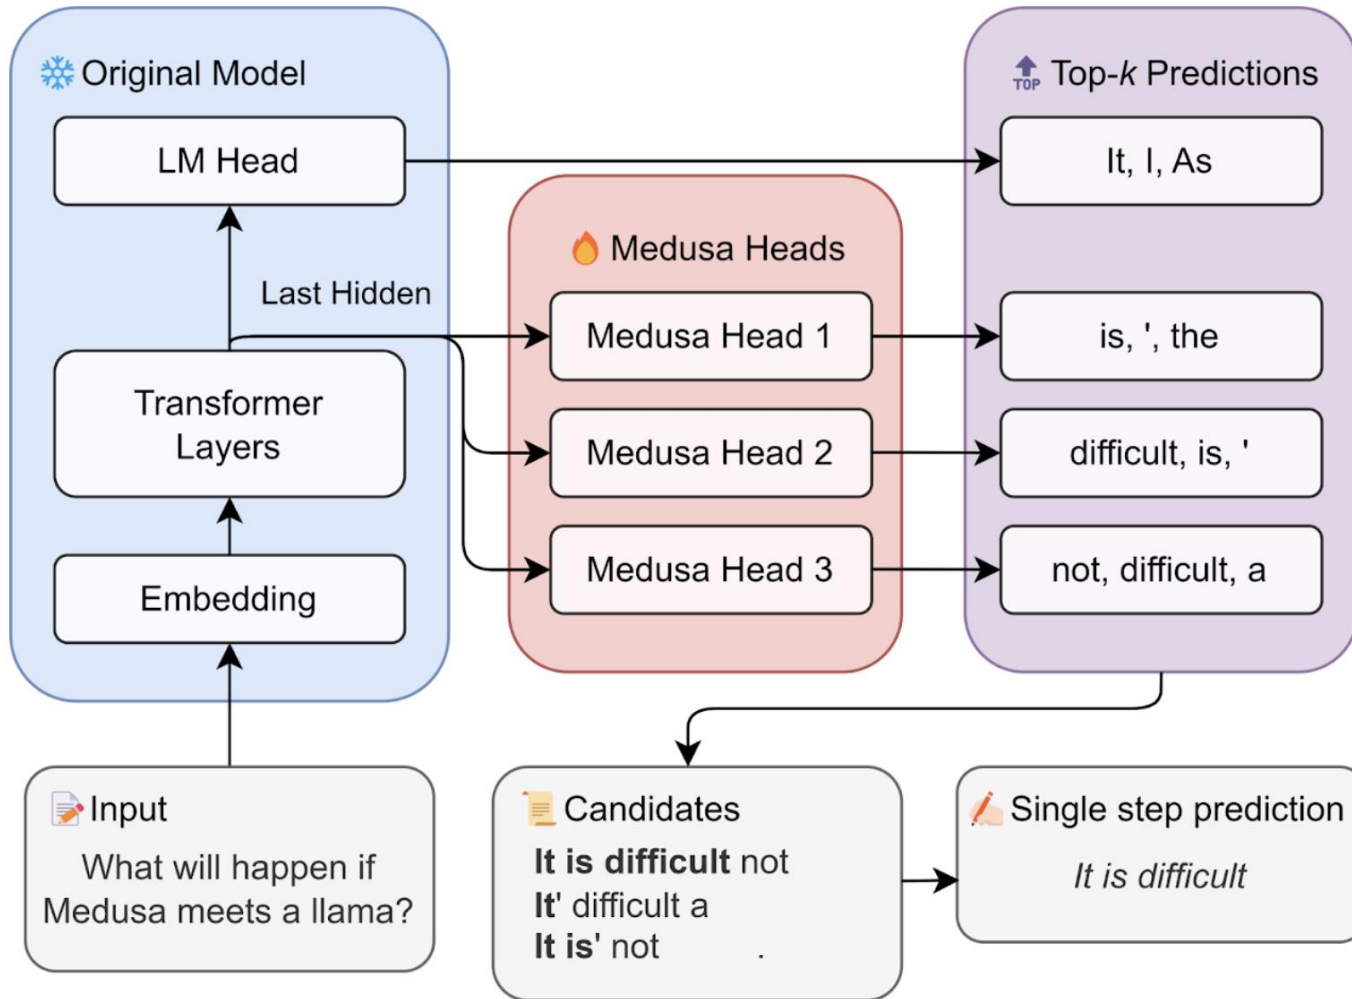 Original Model
LM Head
Last Hidden
Transformer
Layers
Embedding
Medusa Heads
Medusa Head 1
Medusa Head 2
Medusa Head 3
TOP
Top-k Predictions
It, I, As
is, ', the
difficult, is, '
not, difficult, a
Input
What will happen if
Medusa meets a llama?
Candidates
It is difficult not
It' difficult a
It is' not .
Single step prediction
It is difficult